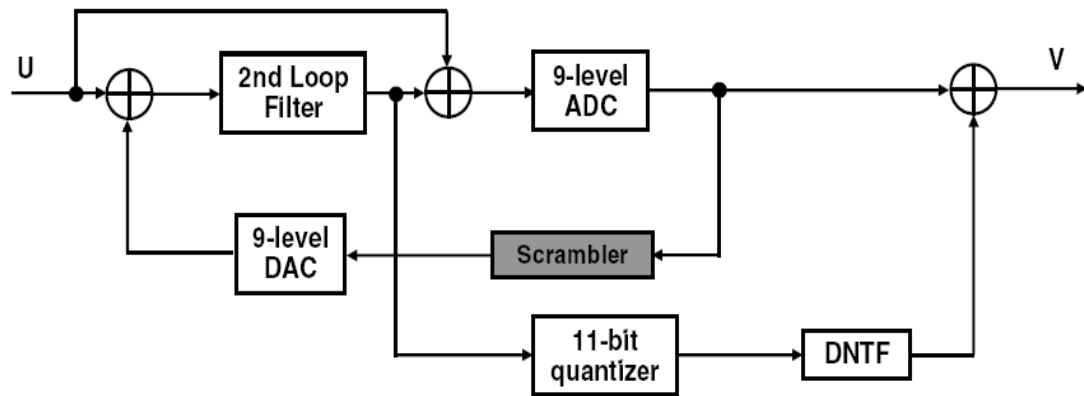 U
2nd Loop
Filter
9-level
ADC
V
9-level
DAC
Scrambler
11-bit
quantizer
DNTF